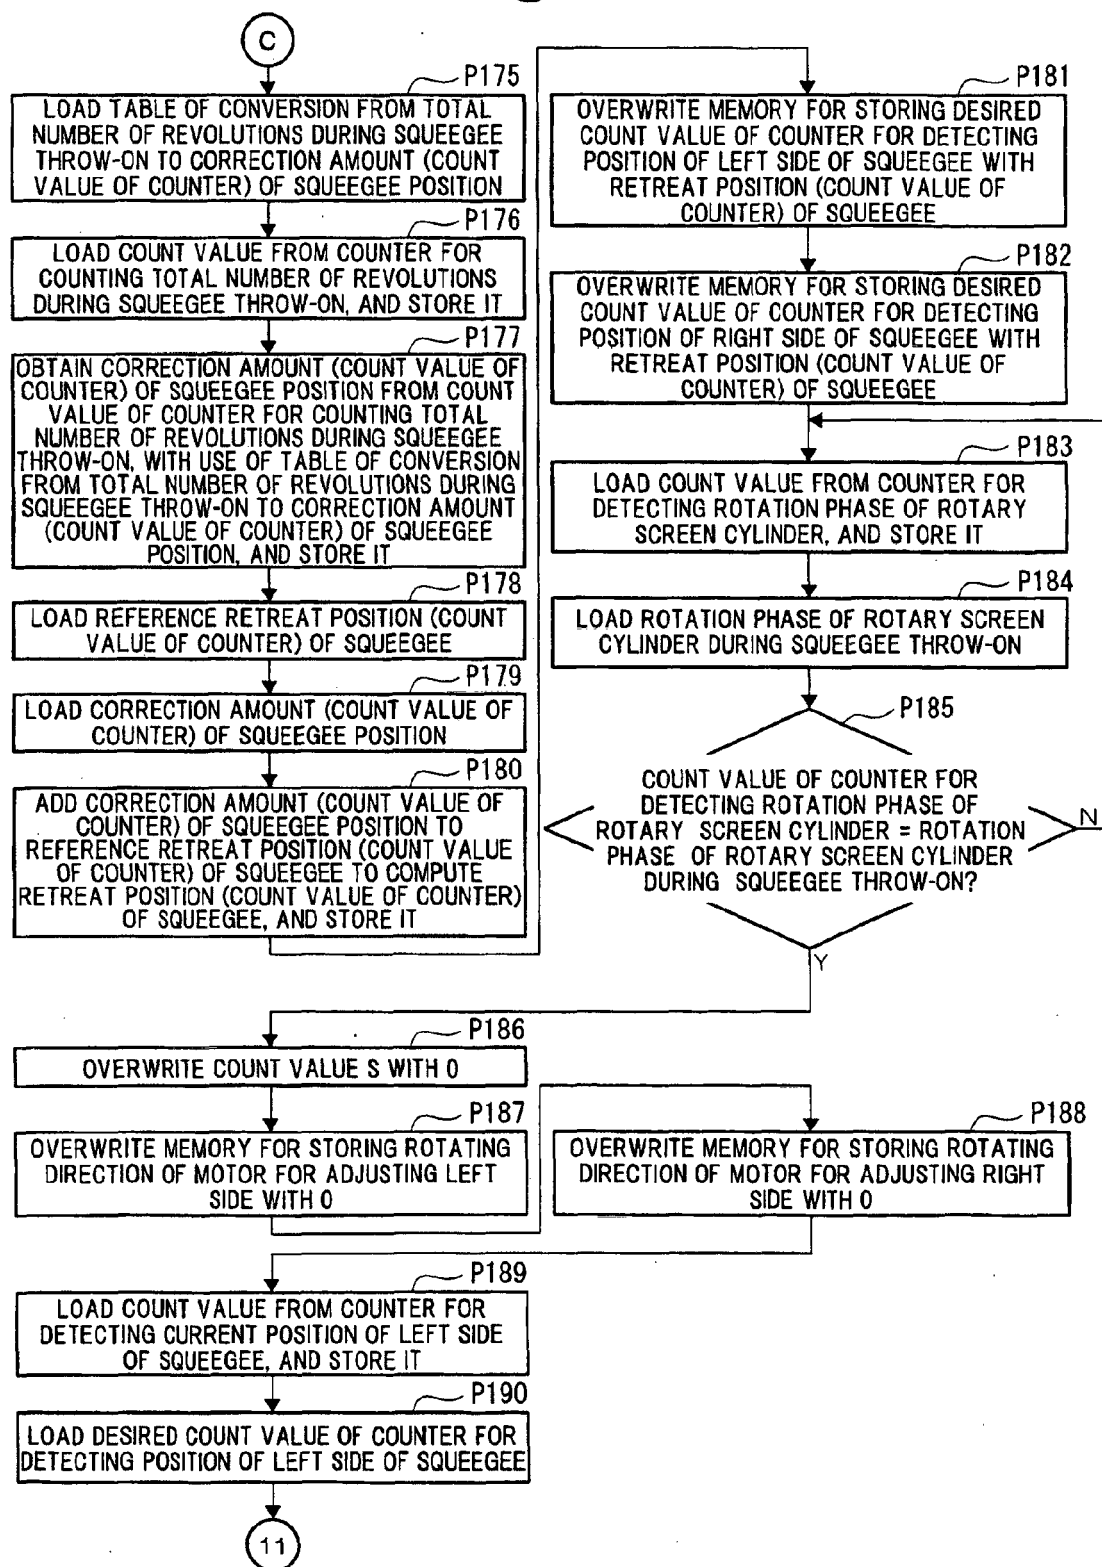 C
P175
LOAD TABLE OF CONVERSION FROM TOTAL
NUMBER OF REVOLUTIONS DURING SQUEEGEE
THROW-ON TO CORRECTION AMOUNT (COUNT
VALUE OF COUNTER) OF SQUEEGEE POSITION
P176
LOAD COUNT VALUE FROM COUNTER FOR
COUNTING TOTAL NUMBER OF REVOLUTIONS
DURING SQUEEGEE THROW-ON, AND STORE IT
P177
OBTAIN CORRECTION AMOUNT (COUNT VALUE OF
COUNTER) OF SQUEEGEE POSITION FROM COUNT
VALUE OF COUNTER FOR COUNTING TOTAL
NUMBER OF REVOLUTIONS DURING SQUEEGEE
THROW-ON, WITH USE OF TABLE OF CONVERSION
FROM TOTAL NUMBER OF REVOLUTIONS DURING
SQUEEGEE THROW-ON TO CORRECTION AMOUNT
(COUNT VALUE OF COUNTER) OF SQUEEGEE
POSITION, AND STORE IT
P178
LOAD REFERENCE RETREAT POSITION (COUNT
VALUE OF COUNTER) OF SQUEEGEE
P179
LOAD CORRECTION AMOUNT (COUNT VALUE OF
COUNTER) OF SQUEEGEE POSITION
P180
ADD CORRECTION AMOUNT (COUNT VALUE OF
COUNTER) OF SQUEEGEE POSITION TO
REFERENCE RETREAT POSITION (COUNT VALUE
OF COUNTER) OF SQUEEGEE TO COMPUTE
RETREAT POSITION (COUNT VALUE OF COUNTER)
OF SQUEEGEE, AND STORE IT
P181
OVERWRITE MEMORY FOR STORING DESIRED
COUNT VALUE OF COUNTER FOR DETECTING
POSITION OF LEFT SIDE OF SQUEEGEE WITH
RETREAT POSITION (COUNT VALUE OF
COUNTER) OF SQUEEGEE
P182
OVERWRITE MEMORY FOR STORING DESIRED
COUNT VALUE OF COUNTER FOR DETECTING
POSITION OF RIGHT SIDE OF SQUEEGEE WITH
RETREAT POSITION (COUNT VALUE OF
COUNTER) OF SQUEEGEE
P183
LOAD COUNT VALUE FROM COUNTER FOR
DETECTING ROTATION PHASE OF ROTARY
SCREEN CYLINDER, AND STORE IT
P184
LOAD ROTATION PHASE OF ROTARY SCREEN
CYLINDER DURING SQUEEGEE THROW-ON
P185
COUNT VALUE OF COUNTER FOR
DETECTING ROTATION PHASE OF
ROTARY SCREEN CYLINDER = ROTATION
PHASE OF ROTARY SCREEN CYLINDER
DURING SQUEEGEE THROW-ON?
N
Y
P186
OVERWRITE COUNT VALUE S WITH 0
P187
OVERWRITE MEMORY FOR STORING ROTATING
DIRECTION OF MOTOR FOR ADJUSTING LEFT
SIDE WITH 0
P188
OVERWRITE MEMORY FOR STORING ROTATING
DIRECTION OF MOTOR FOR ADJUSTING RIGHT
SIDE WITH 0
P189
LOAD COUNT VALUE FROM COUNTER FOR
DETECTING CURRENT POSITION OF LEFT SIDE
OF SQUEEGEE, AND STORE IT
P190
LOAD DESIRED COUNT VALUE OF COUNTER FOR
DETECTING POSITION OF LEFT SIDE OF SQUEEGEE
11